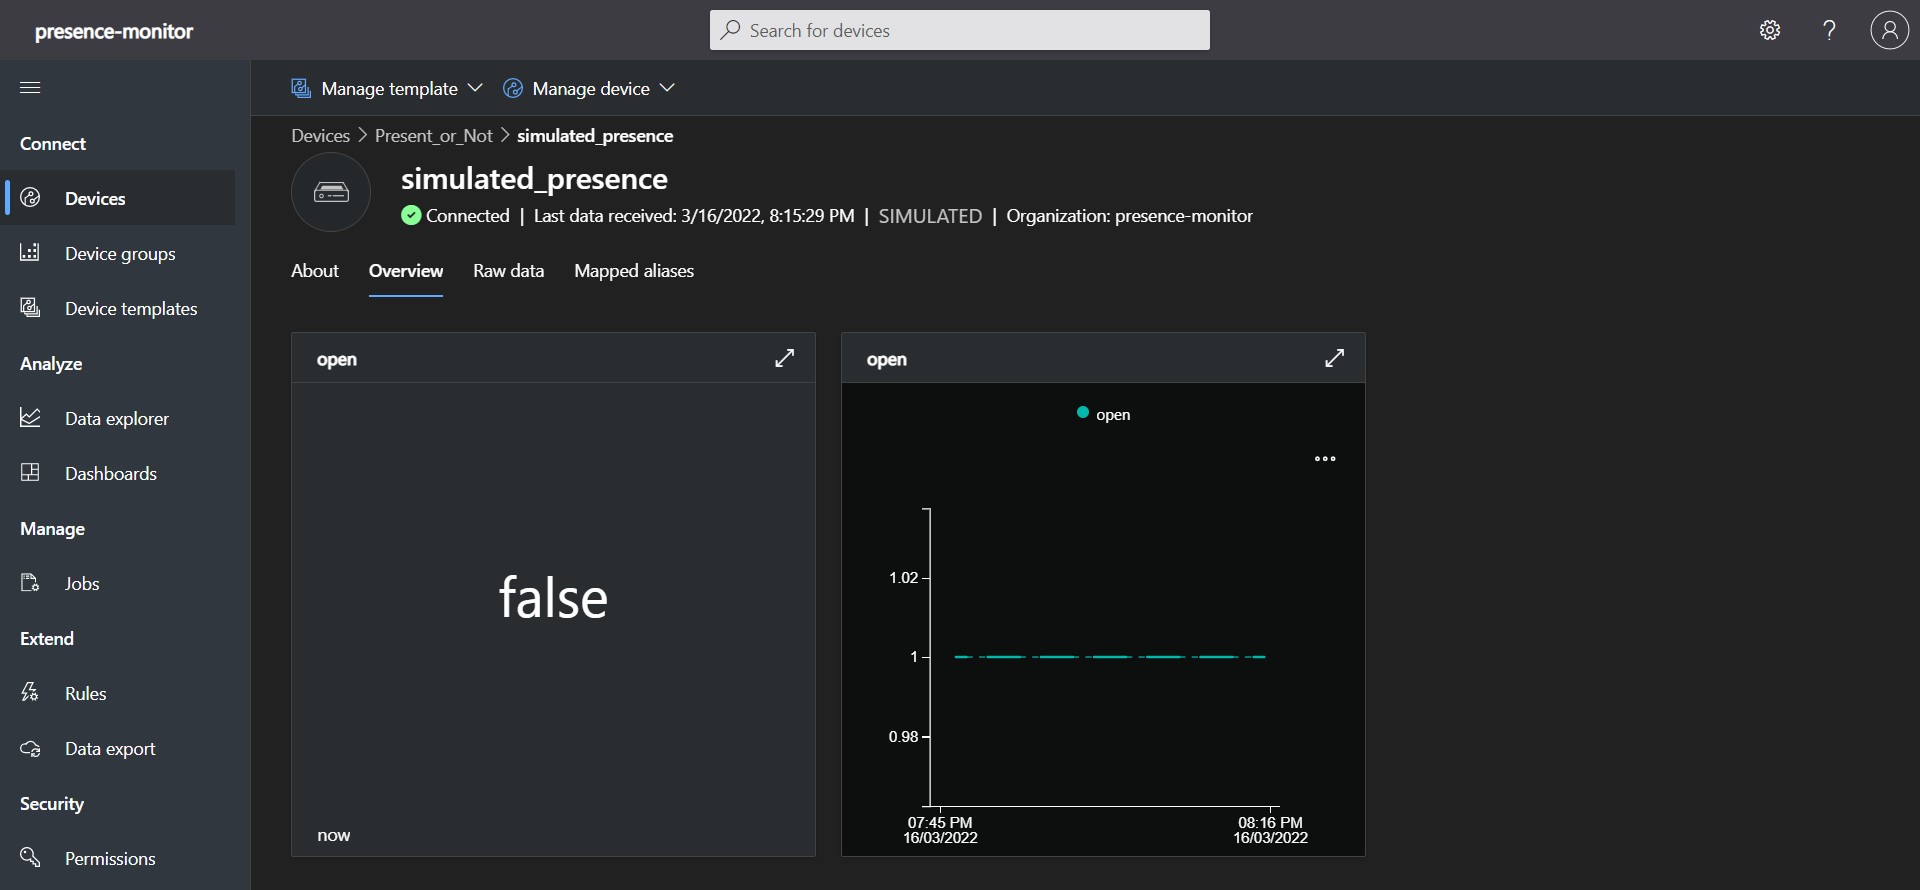 presence-monitor
Search for devices
?
Manage template
Manage device
Connect
Devices
Device groups
Device templates
Analyze
Data explorer
Dashboards
Manage
Jobs
Extend
Rules
Data export
Security
Permissions
Devices > Present_or_Not > simulated_presence
simulated_presence
Connected | Last data received: 3/16/2022, 8:15:29 PM | SIMULATED | Organization: presence-monitor
About Overview Raw data Mapped aliases
open
false
now
open
open
1.02
1
0.98
07:45 PM
16/03/2022
08:16 PM
16/03/2022